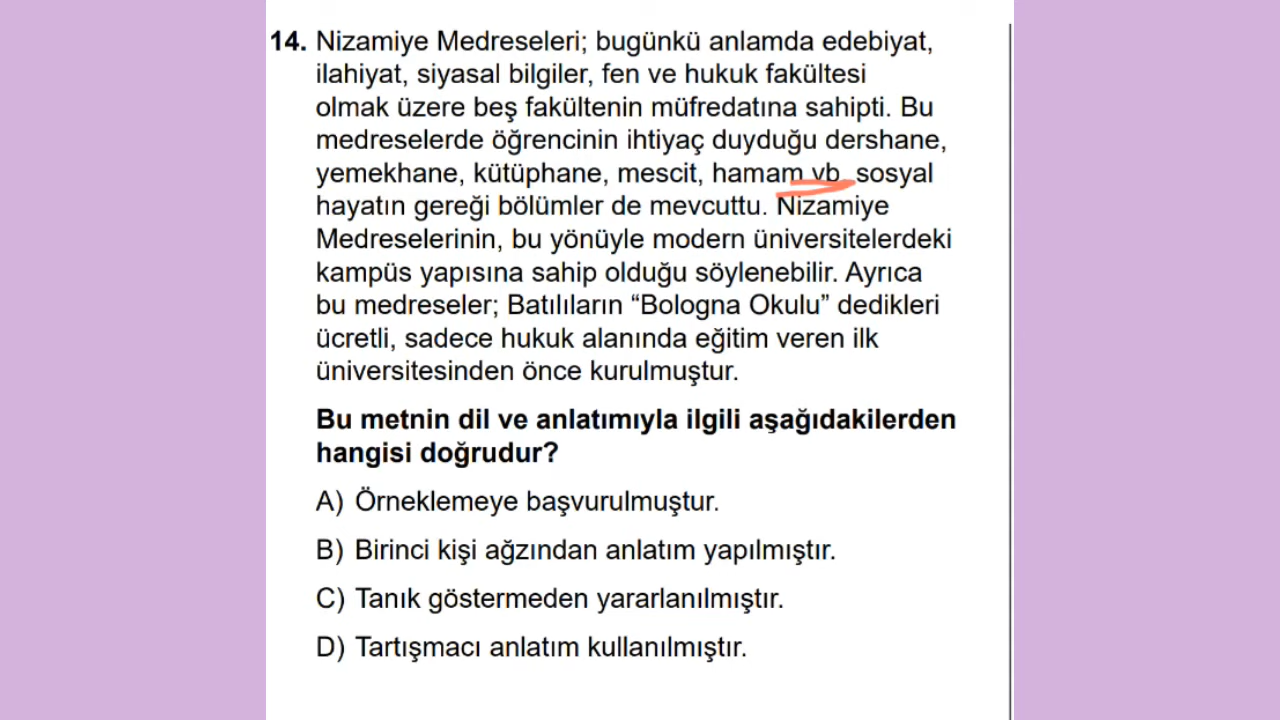 14. Nizamiye Medreseleri; bugünkü anlamda edebiyat,
ilahiyat, siyasal bilgiler, fen ve hukuk fakültesi
olmak üzere beş fakültenin müfredatına sahipti. Bu
medreselerde öğrencinin ihtiyaç duyduğu dershane,
yemekhane, kütüphane, mescit, hamam vb. sosyal
hayatın gereği bölümler de mevcuttu. Nizamiye
Medreselerinin, bu yönüyle modern üniversitelerdeki
kampüs yapısına sahip olduğu söylenebilir. Ayrıca
bu medreseler; Batılıların “Bologna Okulu” dedikleri
ücretli, sadece hukuk alanında eğitim veren ilk
üniversitesinden önce kurulmuştur.
Bu metnin dil ve anlatımıyla ilgili aşağıdakilerden
hangisi doğrudur?
A) Örneklemeye başvurulmuştur.
B) Birinci kişi ağzından anlatım yapılmıştır.
C) Tanık göstermeden yararlanılmıştır.
D) Tartışmacı anlatım kullanılmıştır.